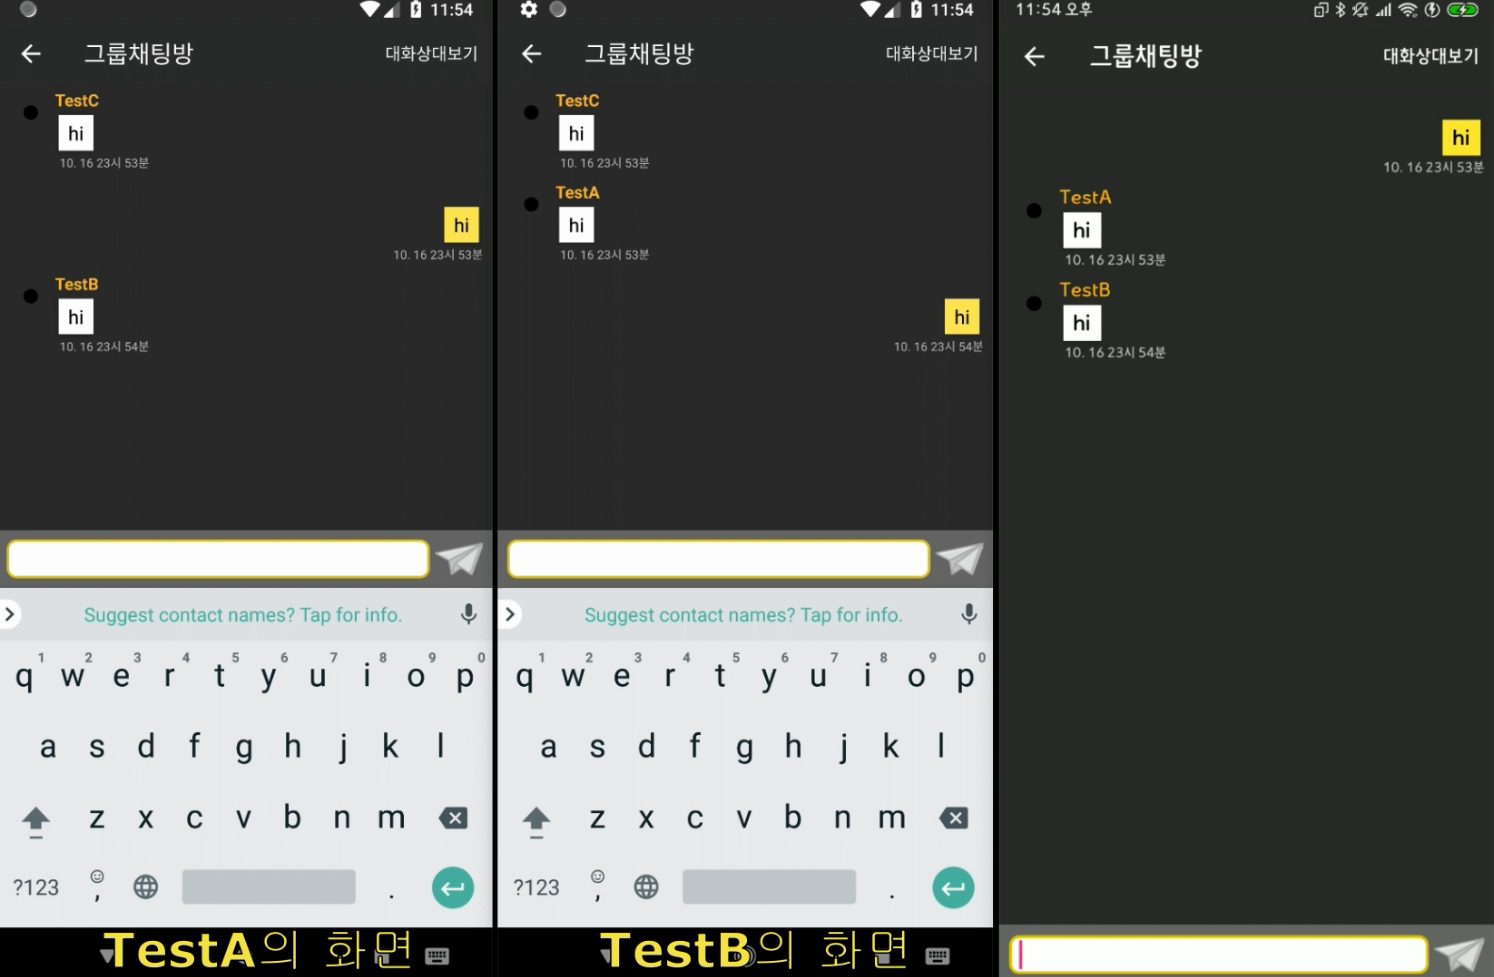 11:54
그룹채팅방 대화상대보기
TestC
hi
10. 16 23시 53분
hi
10. 16 23시 53분
TestB
hi
10. 16 23시 54분
Suggest contact names? Tap for info.
1 2 3 4 5 6 7 8 9 0
q w e r t y u i o p
a s d f g h j k l
z x c v b n m
?123 , .
TestA의 화면
11:54
그룹채팅방 대화상대보기
TestC
hi
10. 16 23시 53분
TestA
hi
10. 16 23시 53분
hi
10. 16 23시 54분
Suggest contact names? Tap for info.
1 2 3 4 5 6 7 8 9 0
q w e r t y u i o p
a s d f g h j k l
z x c v b n m
?123 , .
TestB의 화면
11:54 오후
그룹채팅방 대화상대보기
hi
10. 16 23시 53분
TestA
hi
10. 16 23시 53분
TestB
hi
10. 16 23시 54분